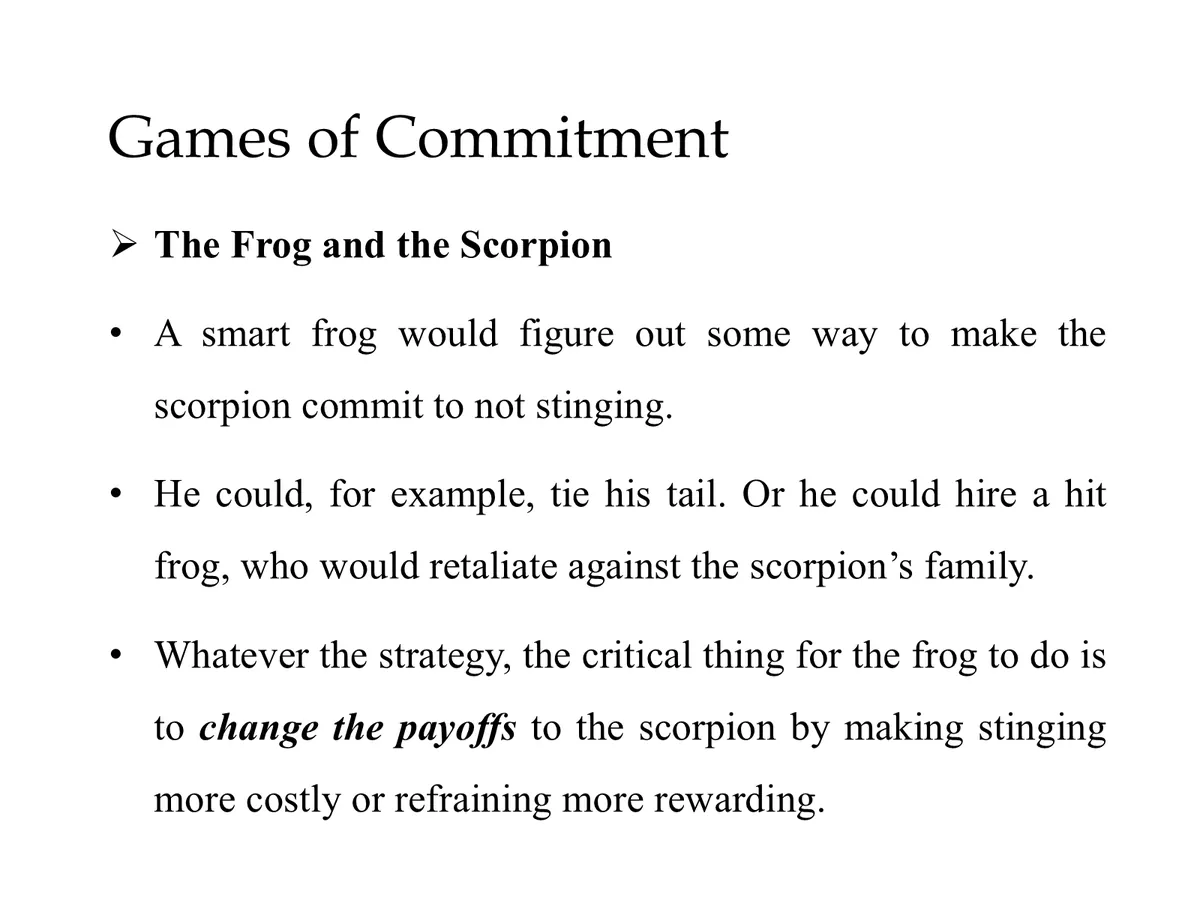 Games of Commitment
➢ The Frog and the Scorpion
• A smart frog would figure out some way to make the
scorpion commit to not stinging.
• He could, for example, tie his tail. Or he could hire a hit
frog, who would retaliate against the scorpion’s family.
• Whatever the strategy, the critical thing for the frog to do is
to change the payoffs to the scorpion by making stinging
more costly or refraining more rewarding.